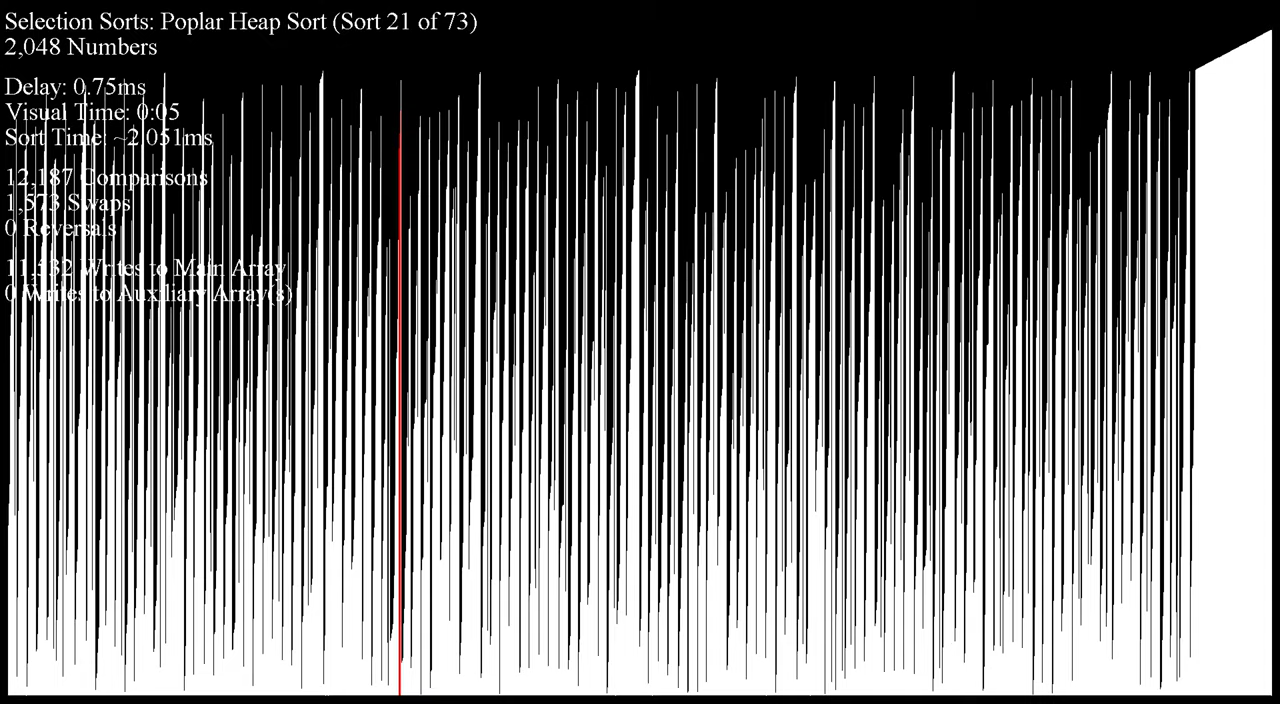 Selection Sorts: Poplar Heap Sort (Sort 21 of 73)
2,048 Numbers
Delay: 0.75ms
Visual Time: 0:05
Sort Time: ~2.051ms
12,187 Comparisons
1,573 Swaps
0 Reversals
11,532 Writes to Main Array
0 Writes to Auxiliary Array(s)